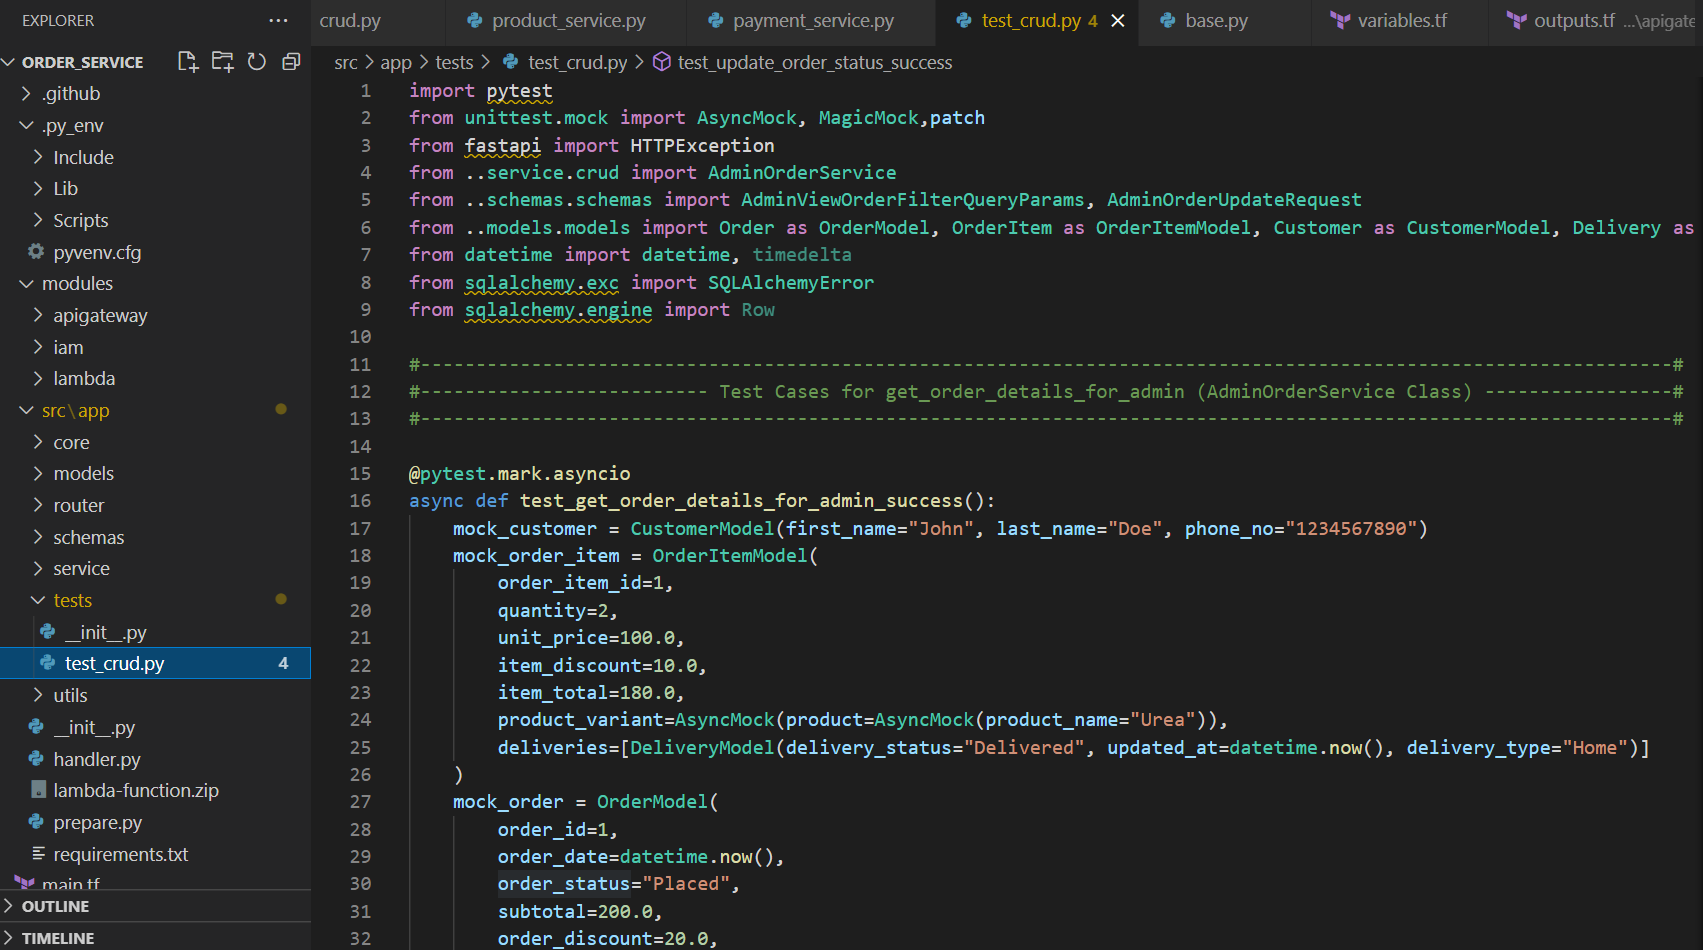 EXPLORER
crud.py
product_service.py
payment_service.py
test_crud.py 4
base.py
variables.tf
outputs.tf ...\apigate
ORDER_SERVICE
src > app > tests > test_crud.py > test_update_order_status_success
.github
.py_env
Include
Lib
Scripts
pyvenv.cfg
modules
apigateway
iam
lambda
src\app
core
models
router
schemas
service
tests
__init__.py
test_crud.py 4
utils
__init__.py
handler.py
lambda-function.zip
prepare.py
requirements.txt
main.tf
OUTLINE
TIMELINE
1 import pytest
2 from unittest.mock import AsyncMock, MagicMock,patch
3 from fastapi import HTTPException
4 from ..service.crud import AdminOrderService
5 from ..schemas.schemas import AdminViewOrderFilterQueryParams, AdminOrderUpdateRequest
6 from ..models.models import Order as OrderModel, OrderItem as OrderItemModel, Customer as CustomerModel, Delivery as
7 from datetime import datetime, timedelta
8 from sqlalchemy.exc import SQLAlchemyError
9 from sqlalchemy.engine import Row
10
11 #-----------------------------------------------------------------------------------------------------------------#
12 #-------------------------- Test Cases for get_order_details_for_admin (AdminOrderService Class) -----------------#
13 #-----------------------------------------------------------------------------------------------------------------#
14
15 @pytest.mark.asyncio
16 async def test_get_order_details_for_admin_success():
17 mock_customer = CustomerModel(first_name="John", last_name="Doe", phone_no="1234567890")
18 mock_order_item = OrderItemModel(
19 order_item_id=1,
20 quantity=2,
21 unit_price=100.0,
22 item_discount=10.0,
23 item_total=180.0,
24 product_variant=AsyncMock(product=AsyncMock(product_name="Urea")),
25 deliveries=[DeliveryModel(delivery_status="Delivered", updated_at=datetime.now(), delivery_type="Home")]
26 )
27 mock_order = OrderModel(
28 order_id=1,
29 order_date=datetime.now(),
30 order_status="Placed",
31 subtotal=200.0,
32 order_discount=20.0,